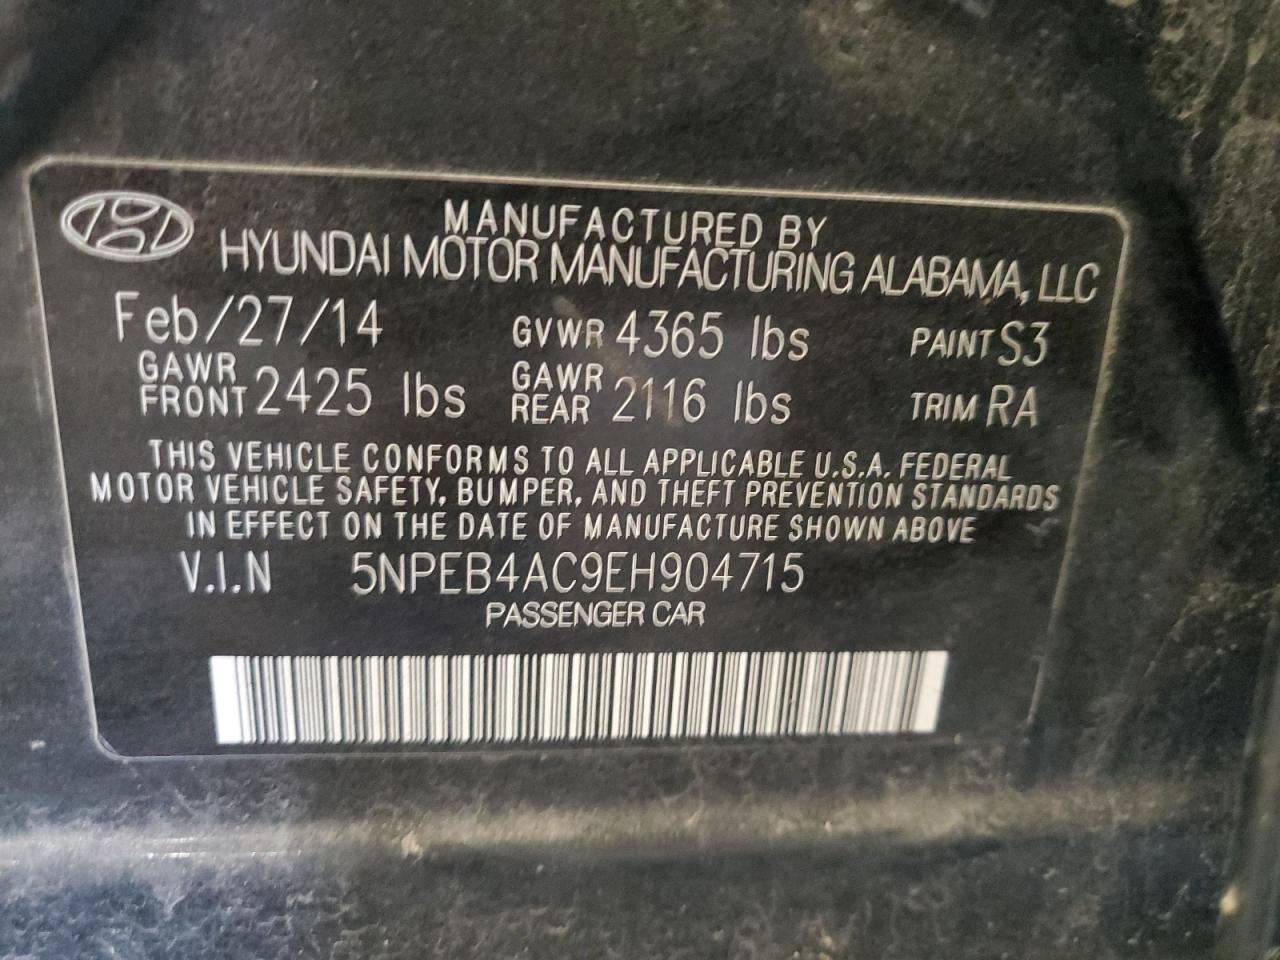 MANUFACTURED BY
HYUNDAI MOTOR MANUFACTURING ALABAMA, LLC
Feb/27/14 GVWR 4365 lbs PAINT S3
GAWR FRONT 2425 lbs GAWR REAR 2116 lbs TRIM RA
THIS VEHICLE CONFORMS TO ALL APPLICABLE U.S.A. FEDERAL
MOTOR VEHICLE SAFETY, BUMPER, AND THEFT PREVENTION STANDARDS
IN EFFECT ON THE DATE OF MANUFACTURE SHOWN ABOVE
V.I.N 5NPEB4AC9EH904715
PASSENGER CAR